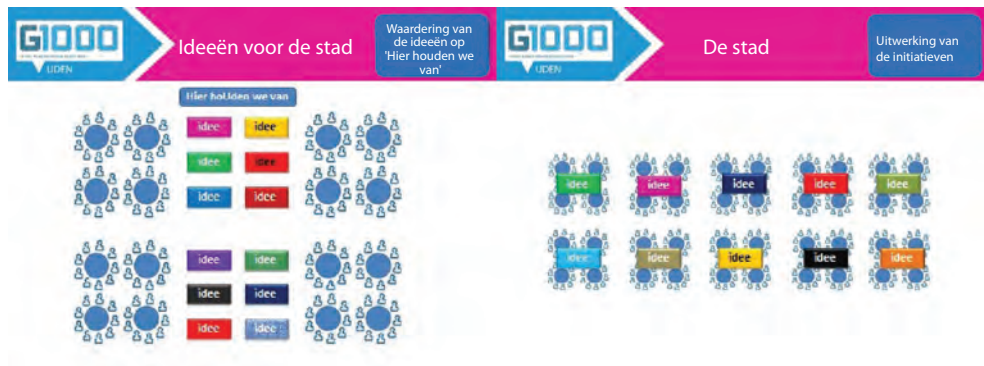 G1000
UDEN
Ideeën voor de stad
Waardering van
de ideeën op
'Hier houden we
van'
Hier houden we van
idee idee
idee idee
idee idee
idee idee
idee idee
idee idee
G1000
UDEN
De stad
Uitwerking van
de initiatieven
idee idee idee idee idee
idee idee idee idee idee